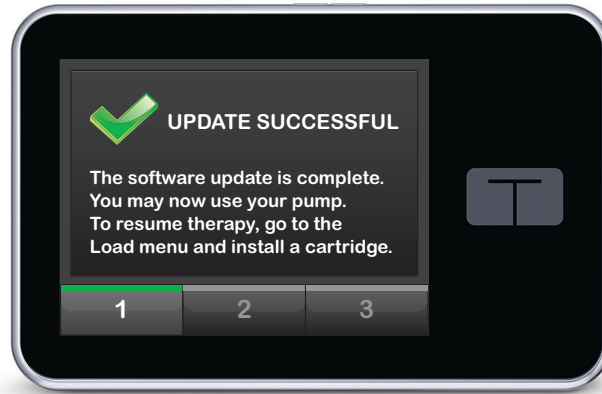 UPDATE SUCCESSFUL
The software update is complete.
You may now use your pump.
To resume therapy, go to the
Load menu and install a cartridge.
1 2 3